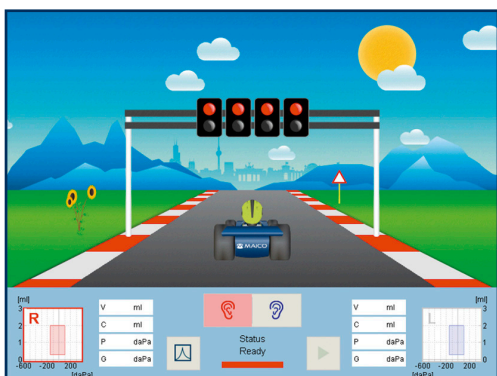 MAICO
[ml]
3
2
1
0
R
-600 -200 200
[daPa]
V ml
C ml
P daPa
G daPa
Status
Ready
V ml
C ml
P daPa
G daPa
[ml]
3
2
1
0
L
-600 -200 200
[daPa]